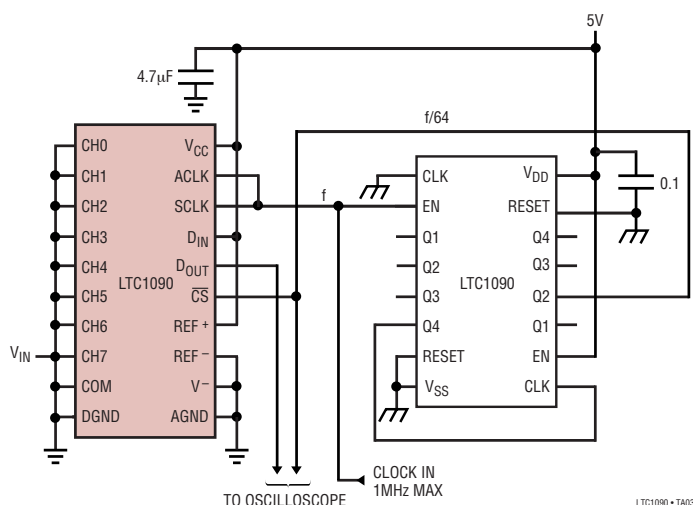 5V
4.7µF
f/64
CH0 VCC
CH1 ACLK
CH2 SCLK
CH3 DIN
CH4 DOUT
CH5 CS
CH6 REF+
CH7 REF–
COM V–
DGND AGND
LTC1090
VIN
f
CLK VDD
EN RESET
Q1 Q4
Q2 Q3
Q3 Q2
Q4 Q1
RESET EN
VSS CLK
LTC1090
0.1
CLOCK IN
1MHz MAX
TO OSCILLOSCOPE
LTC1090 • TA03